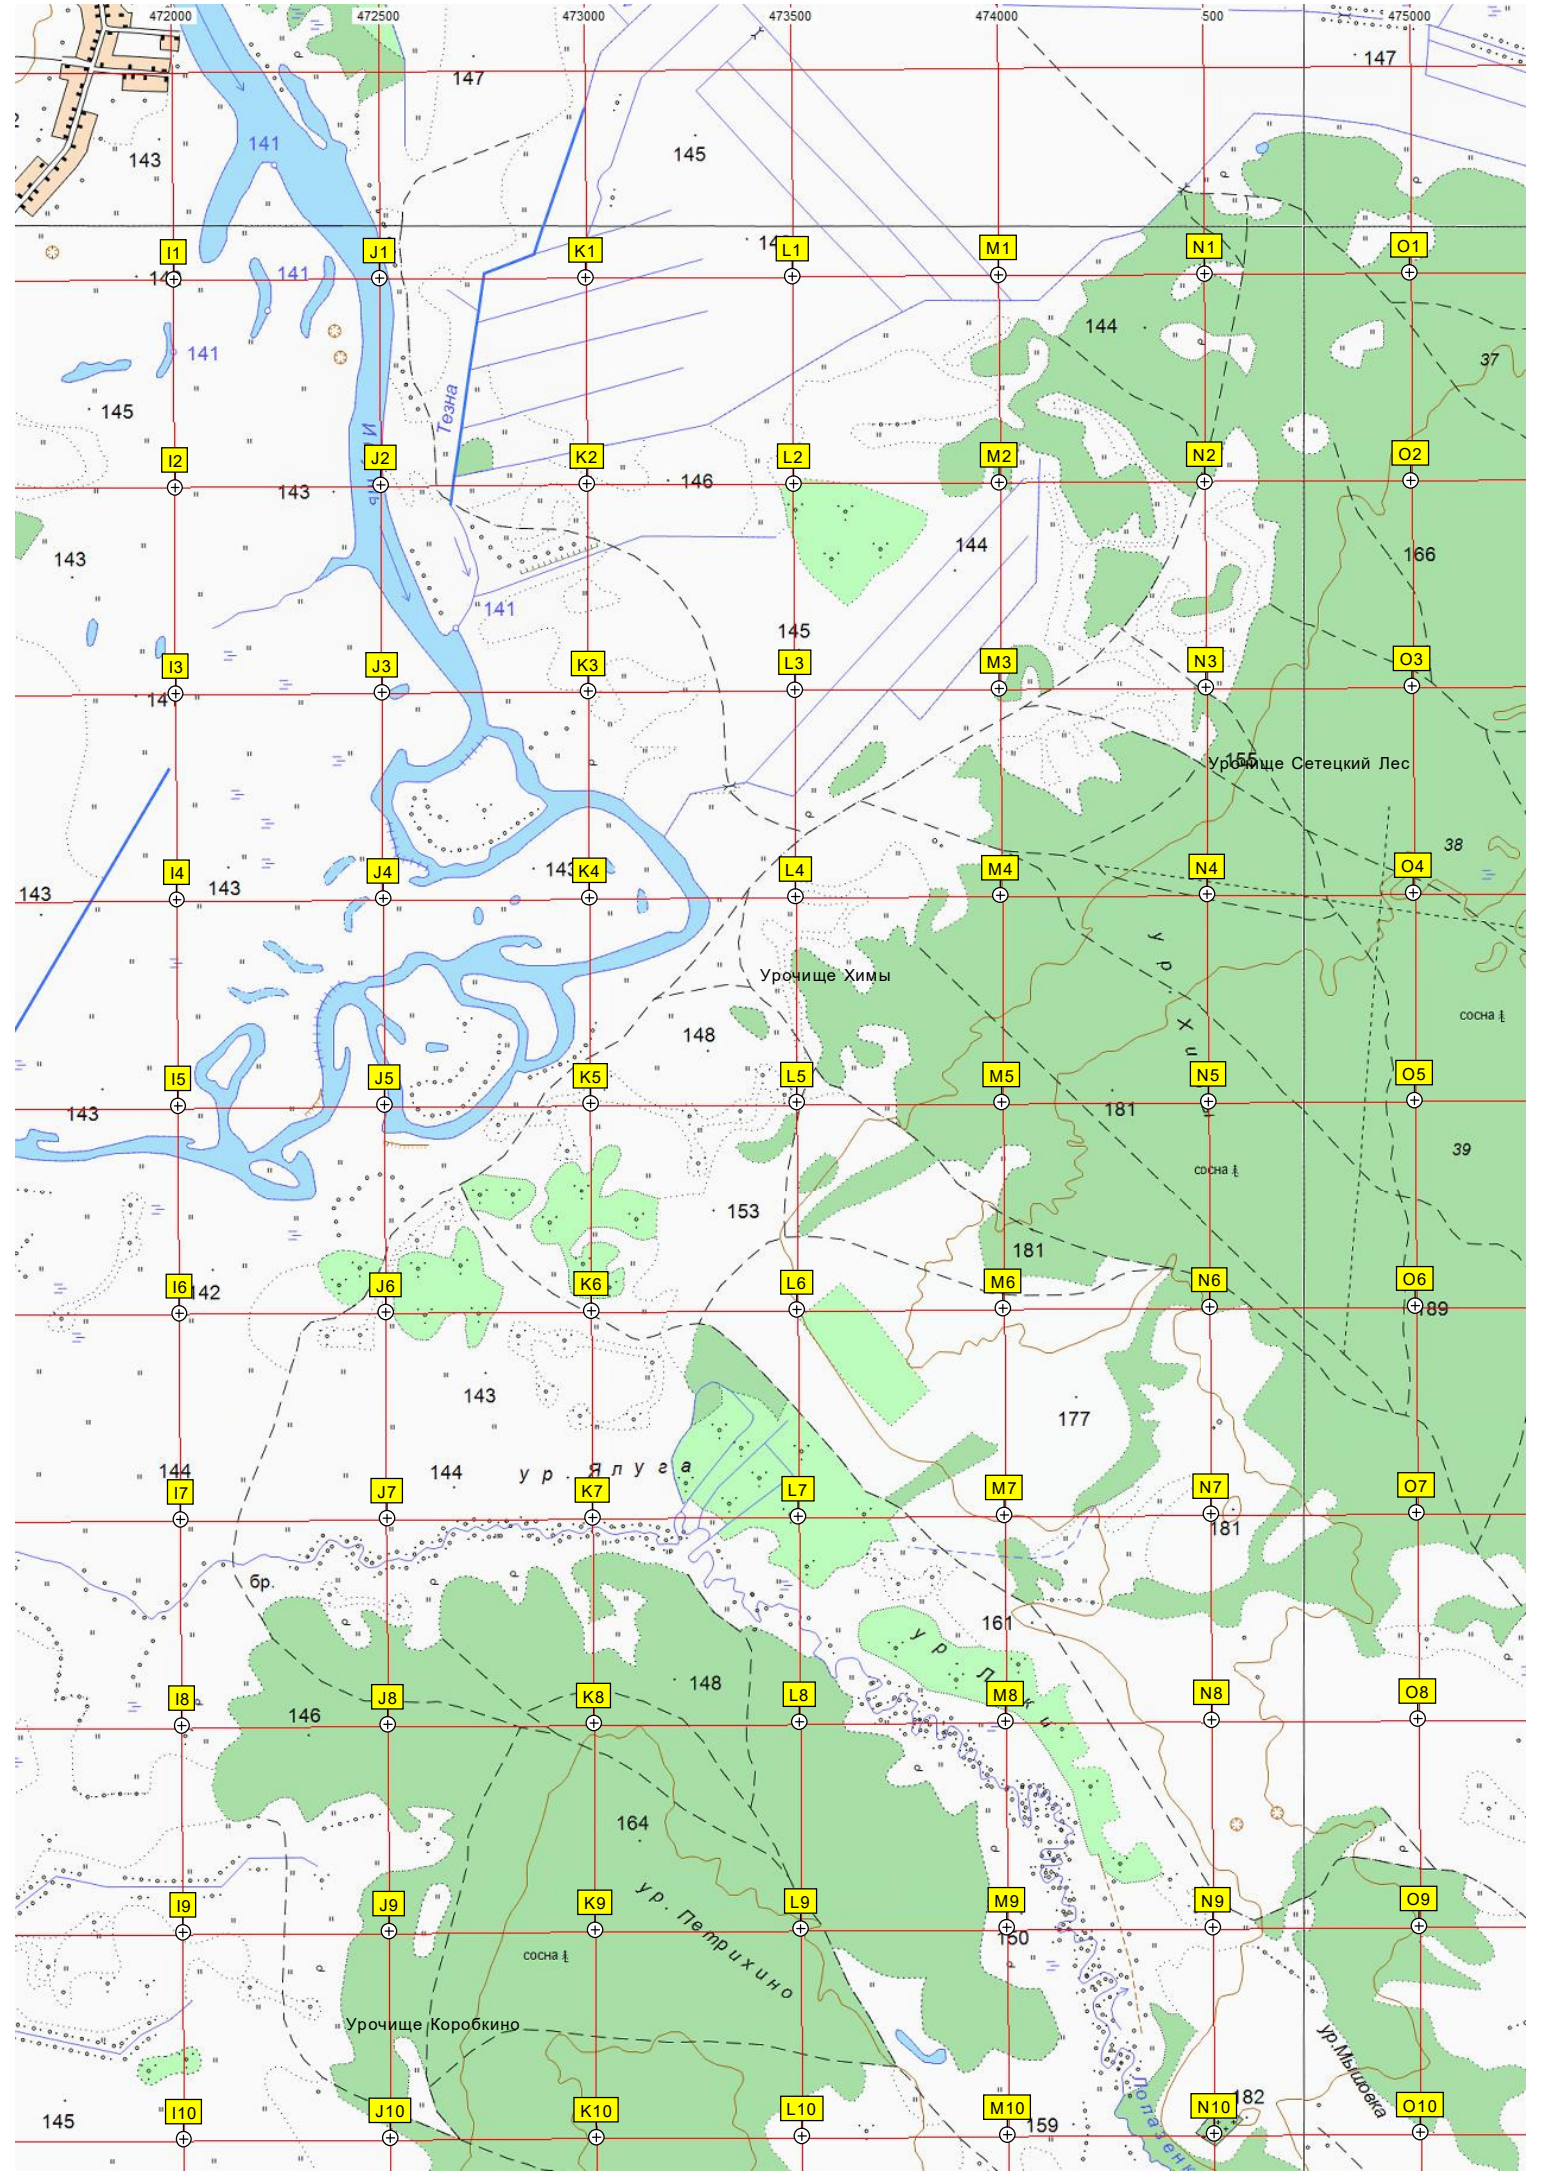 472000 472500 473000 473500 474000 500 475000
147 147
141
143 145
I1 J1 K1 L1 M1 N1 O1
141
144
141
37
145
Тезна
I2 J2 K2 L2 M2 N2 O2
143 146
143 144 166
141
145
I3 J3 K3 L3 M3 N3 O3
155
Урочище Сетецкий Лес
38
I4 J4 K4 L4 M4 N4 O4
143 143 143
Урочище Химы
ур. Химы
сосна
148
I5 J5 K5 L5 M5 N5 O5
143 181
39
сосна
153
181
I6 J6 K6 L6 M6 N6 O6
142 189
143
177
144 144 ур. Ялуга
I7 J7 K7 L7 M7 N7 O7
181
бр.
161
ур. Луки
148
I8 J8 K8 L8 M8 N8 O8
146
164
I9 J9 K9 L9 M9 N9 O9
ур. Петрихино
150
сосна
Урочище Коробкино
ур.Мышовка
I10 J10 K10 L10 M10 N10 O10
145 159 182